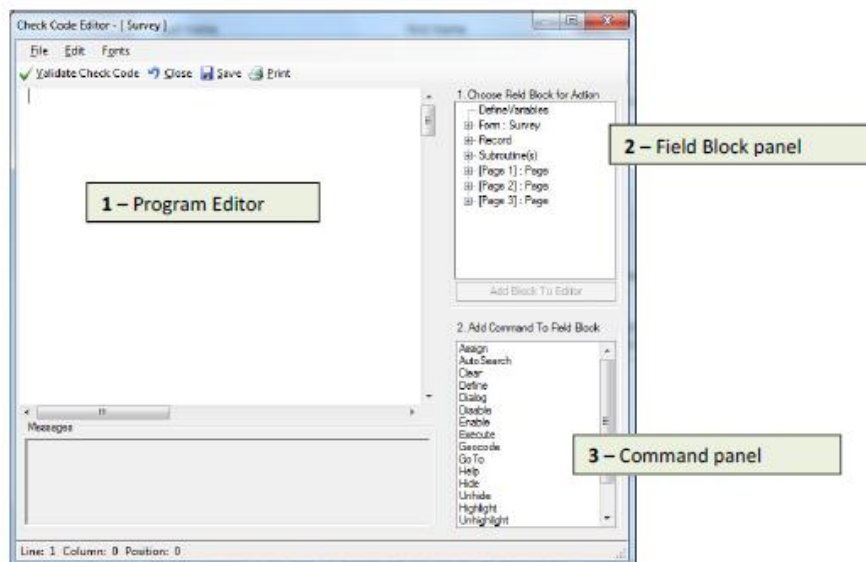 Check Code Editor - [ Survey ]
File Edit Fonts
Validate Check Code Close Save Print
1. Choose Field Block for Action
DefineVariables
Form : Survey
Record
Subroutine(s)
[Page 1] : Page
[Page 2] : Page
[Page 3] : Page
Add Block To Editor
2 – Field Block panel
1 – Program Editor
2. Add Command To Field Block
Assign
AutoSearch
Clear
Define
Dialog
Disable
Enable
Execute
Geocode
GoTo
Help
Hide
Unhide
Highlight
Unhighlight
3 – Command panel
Messages
Line: 1 Column: 0 Position: 0